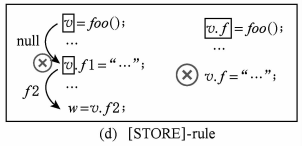 v = foo();
null
...
v.f1 = “...”;
f2
...
w = v.f2;
v.f = foo();
...
v.f = “...”;
(d) [STORE]-rule